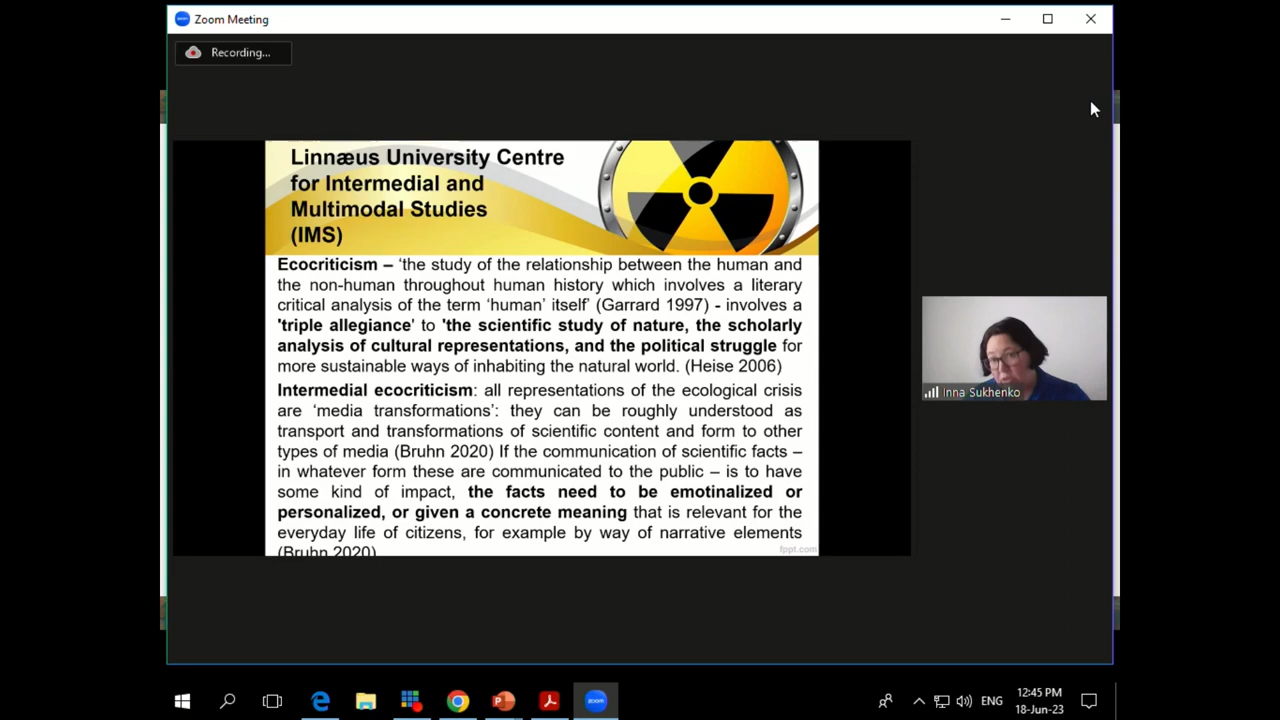 Zoom Meeting
Recording...
Linnæus University Centre
for Intermedial and
Multimodal Studies
(IMS)
Ecocriticism – ‘the study of the relationship between the human and
the non-human throughout human history which involves a literary
critical analysis of the term ‘human’ itself’ (Garrard 1997) - involves a
'triple allegiance' to 'the scientific study of nature, the scholarly
analysis of cultural representations, and the political struggle for
more sustainable ways of inhabiting the natural world. (Heise 2006)
Intermedial ecocriticism: all representations of the ecological crisis
are ‘media transformations’: they can be roughly understood as
transport and transformations of scientific content and form to other
types of media (Bruhn 2020) If the communication of scientific facts –
in whatever form these are communicated to the public – is to have
some kind of impact, the facts need to be emotinalized or
personalized, or given a concrete meaning that is relevant for the
everyday life of citizens, for example by way of narrative elements
(Bruhn 2020)
fppt.com
Inna Sukhenko
ENG
12:45 PM
18-Jun-23